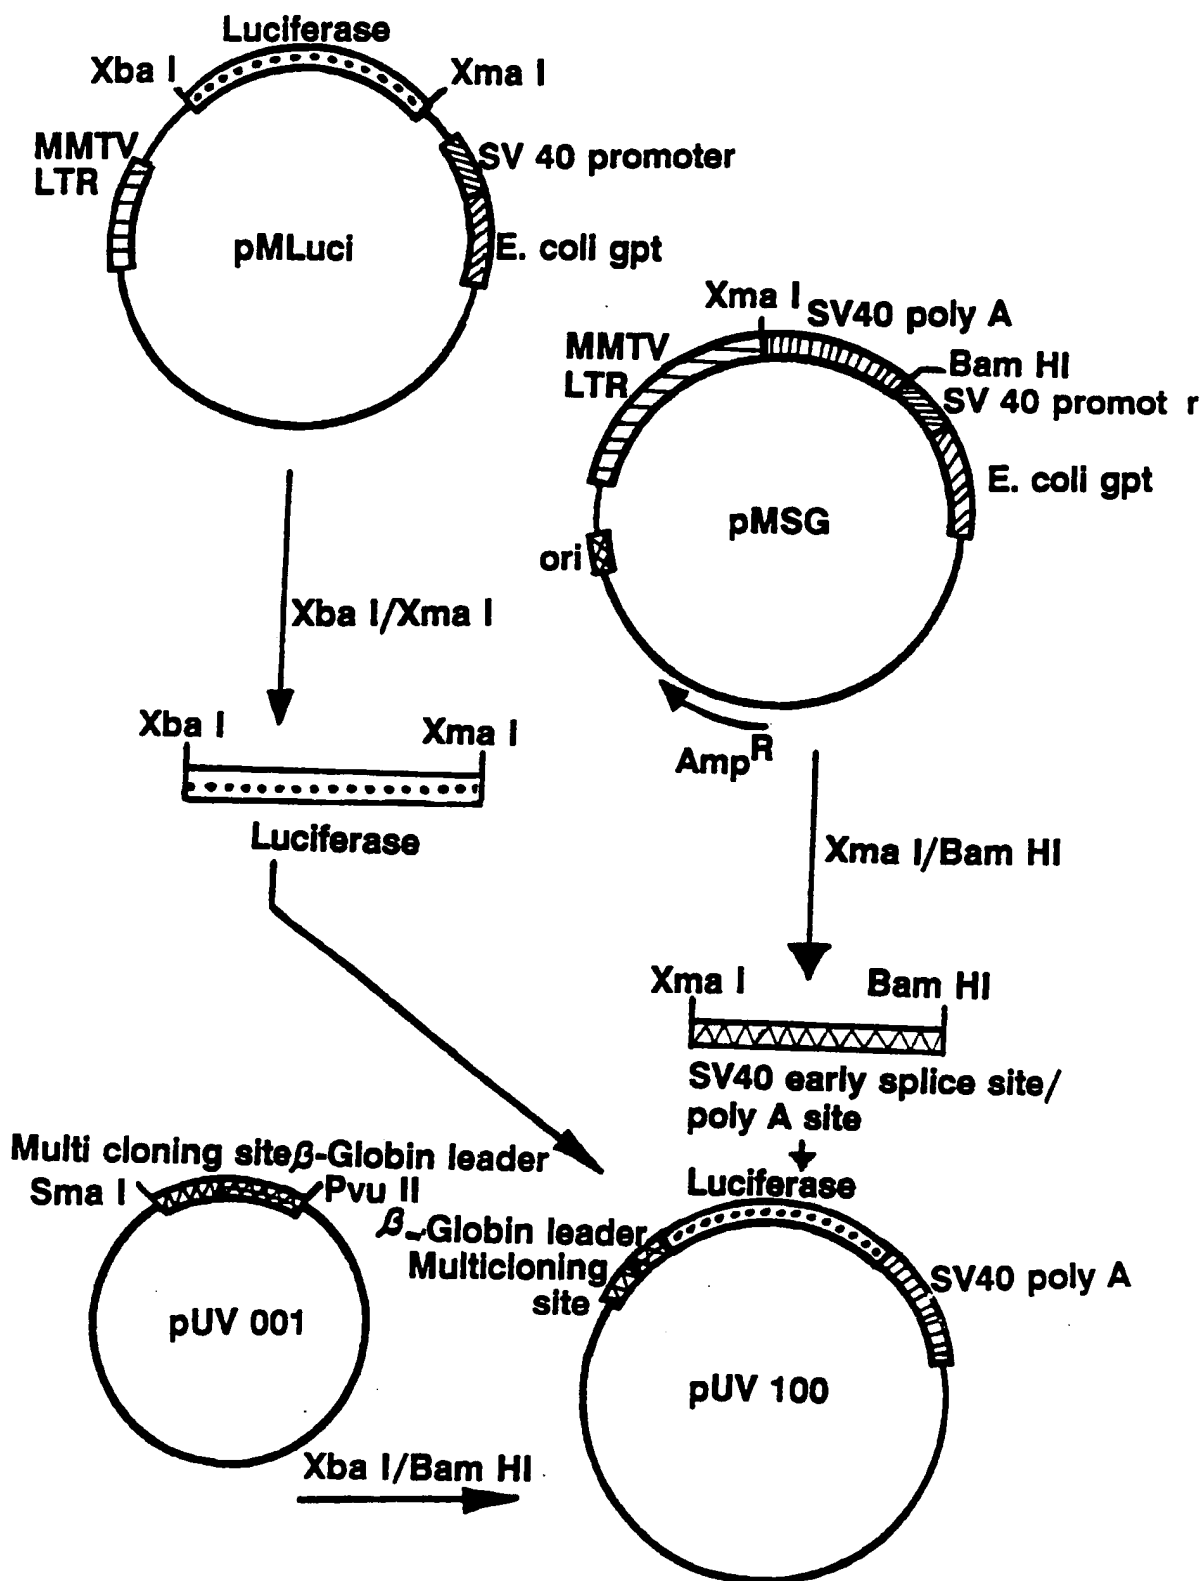 Luciferase
Xba I
Xma I
MMTV
LTR
SV 40 promoter
pMLuci
E. coli gpt
Xma I
SV40 poly A
MMTV
LTR
Bam HI
SV 40 promot r
E. coli gpt
pMSG
ori
Amp^R
Xba I/Xma I
Xba I
Xma I
Luciferase
Xma I/Bam HI
Xma I
Bam HI
SV40 early splice site/
poly A site
Multi cloning site β-Globin leader
Sma I
Pvu II
pUV 001
Xba I/Bam HI
Luciferase
β-Globin leader
Multicloning
site
SV40 poly A
pUV 100